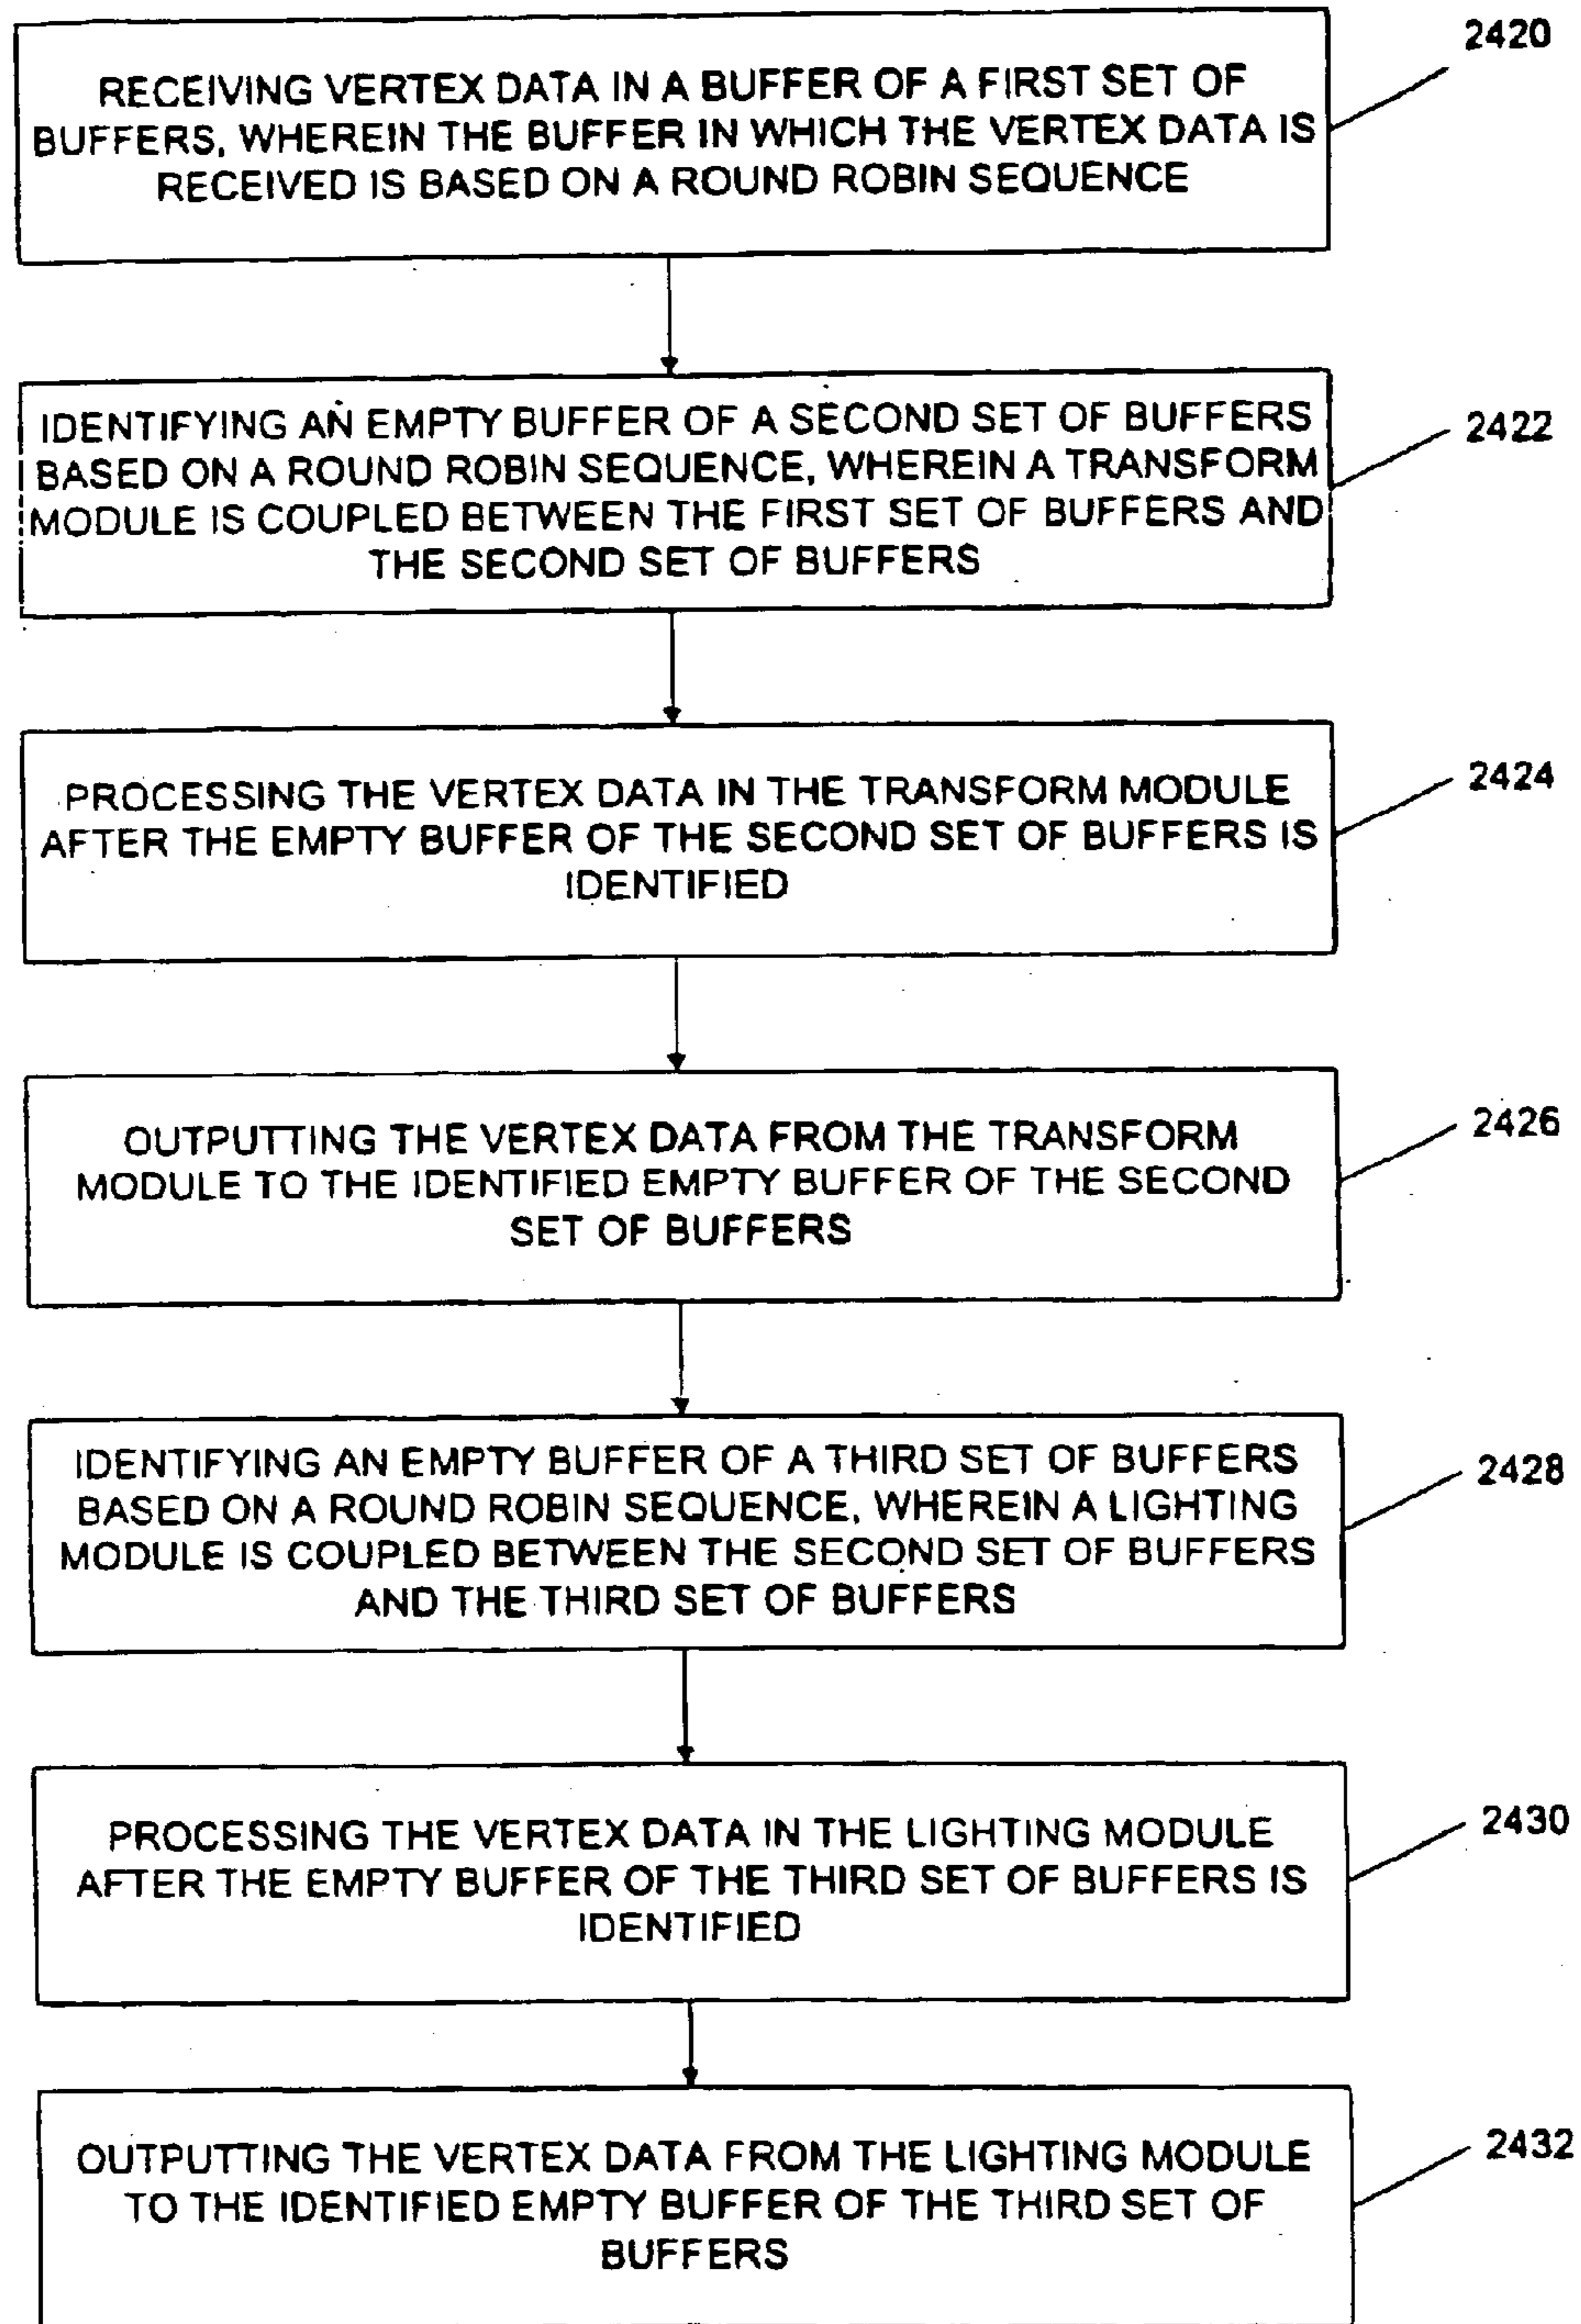 2420
RECEIVING VERTEX DATA IN A BUFFER OF A FIRST SET OF
BUFFERS, WHEREIN THE BUFFER IN WHICH THE VERTEX DATA IS
RECEIVED IS BASED ON A ROUND ROBIN SEQUENCE
2422
IDENTIFYING AN EMPTY BUFFER OF A SECOND SET OF BUFFERS
BASED ON A ROUND ROBIN SEQUENCE, WHEREIN A TRANSFORM
MODULE IS COUPLED BETWEEN THE FIRST SET OF BUFFERS AND
THE SECOND SET OF BUFFERS
2424
PROCESSING THE VERTEX DATA IN THE TRANSFORM MODULE
AFTER THE EMPTY BUFFER OF THE SECOND SET OF BUFFERS IS
IDENTIFIED
2426
OUTPUTTING THE VERTEX DATA FROM THE TRANSFORM
MODULE TO THE IDENTIFIED EMPTY BUFFER OF THE SECOND
SET OF BUFFERS
2428
IDENTIFYING AN EMPTY BUFFER OF A THIRD SET OF BUFFERS
BASED ON A ROUND ROBIN SEQUENCE, WHEREIN A LIGHTING
MODULE IS COUPLED BETWEEN THE SECOND SET OF BUFFERS
AND THE THIRD SET OF BUFFERS
2430
PROCESSING THE VERTEX DATA IN THE LIGHTING MODULE
AFTER THE EMPTY BUFFER OF THE THIRD SET OF BUFFERS IS
IDENTIFIED
2432
OUTPUTTING THE VERTEX DATA FROM THE LIGHTING MODULE
TO THE IDENTIFIED EMPTY BUFFER OF THE THIRD SET OF
BUFFERS